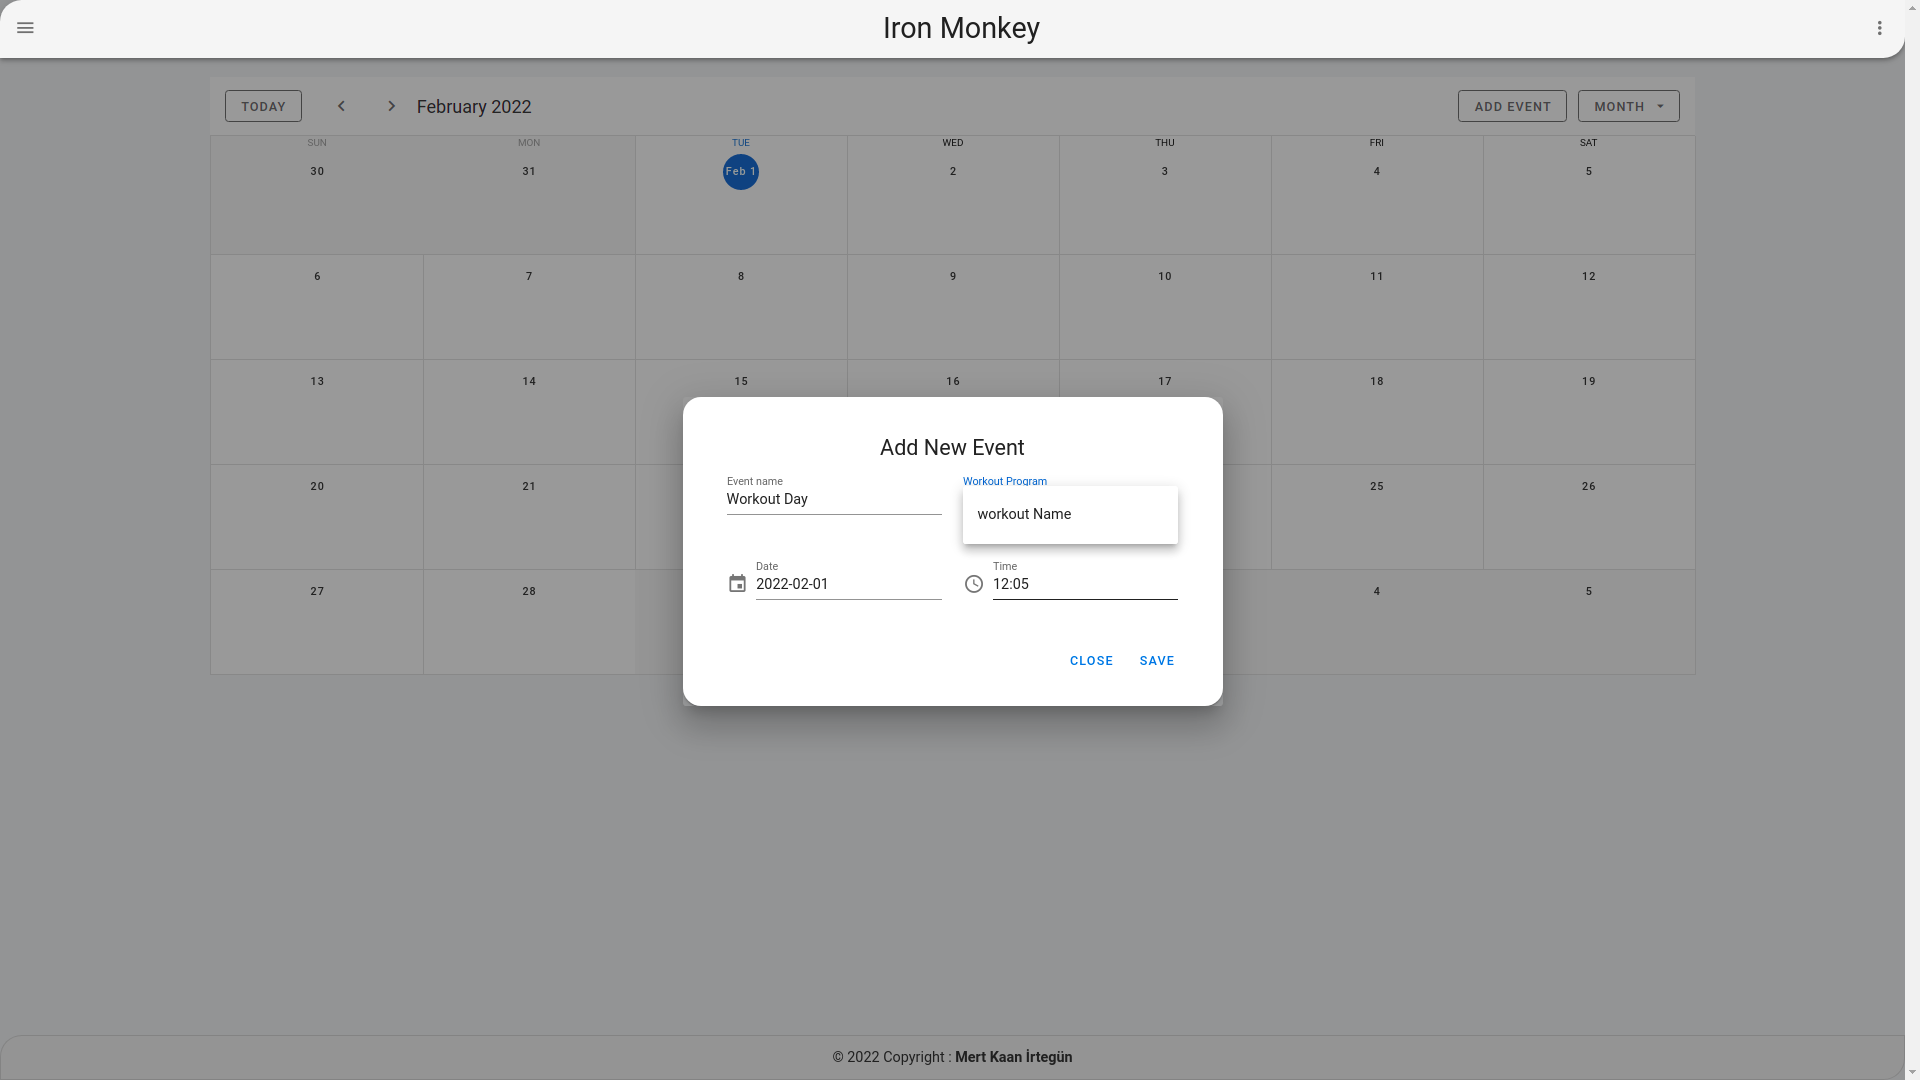 Iron Monkey
TODAY
February 2022
ADD EVENT
MONTH
SUN MON TUE WED THU FRI SAT
30 31 Feb 1 2 3 4 5
6 7 8 9 10 11 12
13 14 15 16 17 18 19
20 21 25 26
27 28 4 5
Add New Event
Event name
Workout Day
Workout Program
workout Name
Date
2022-02-01
Time
12:05
CLOSE SAVE
© 2022 Copyright : Mert Kaan İrtegün